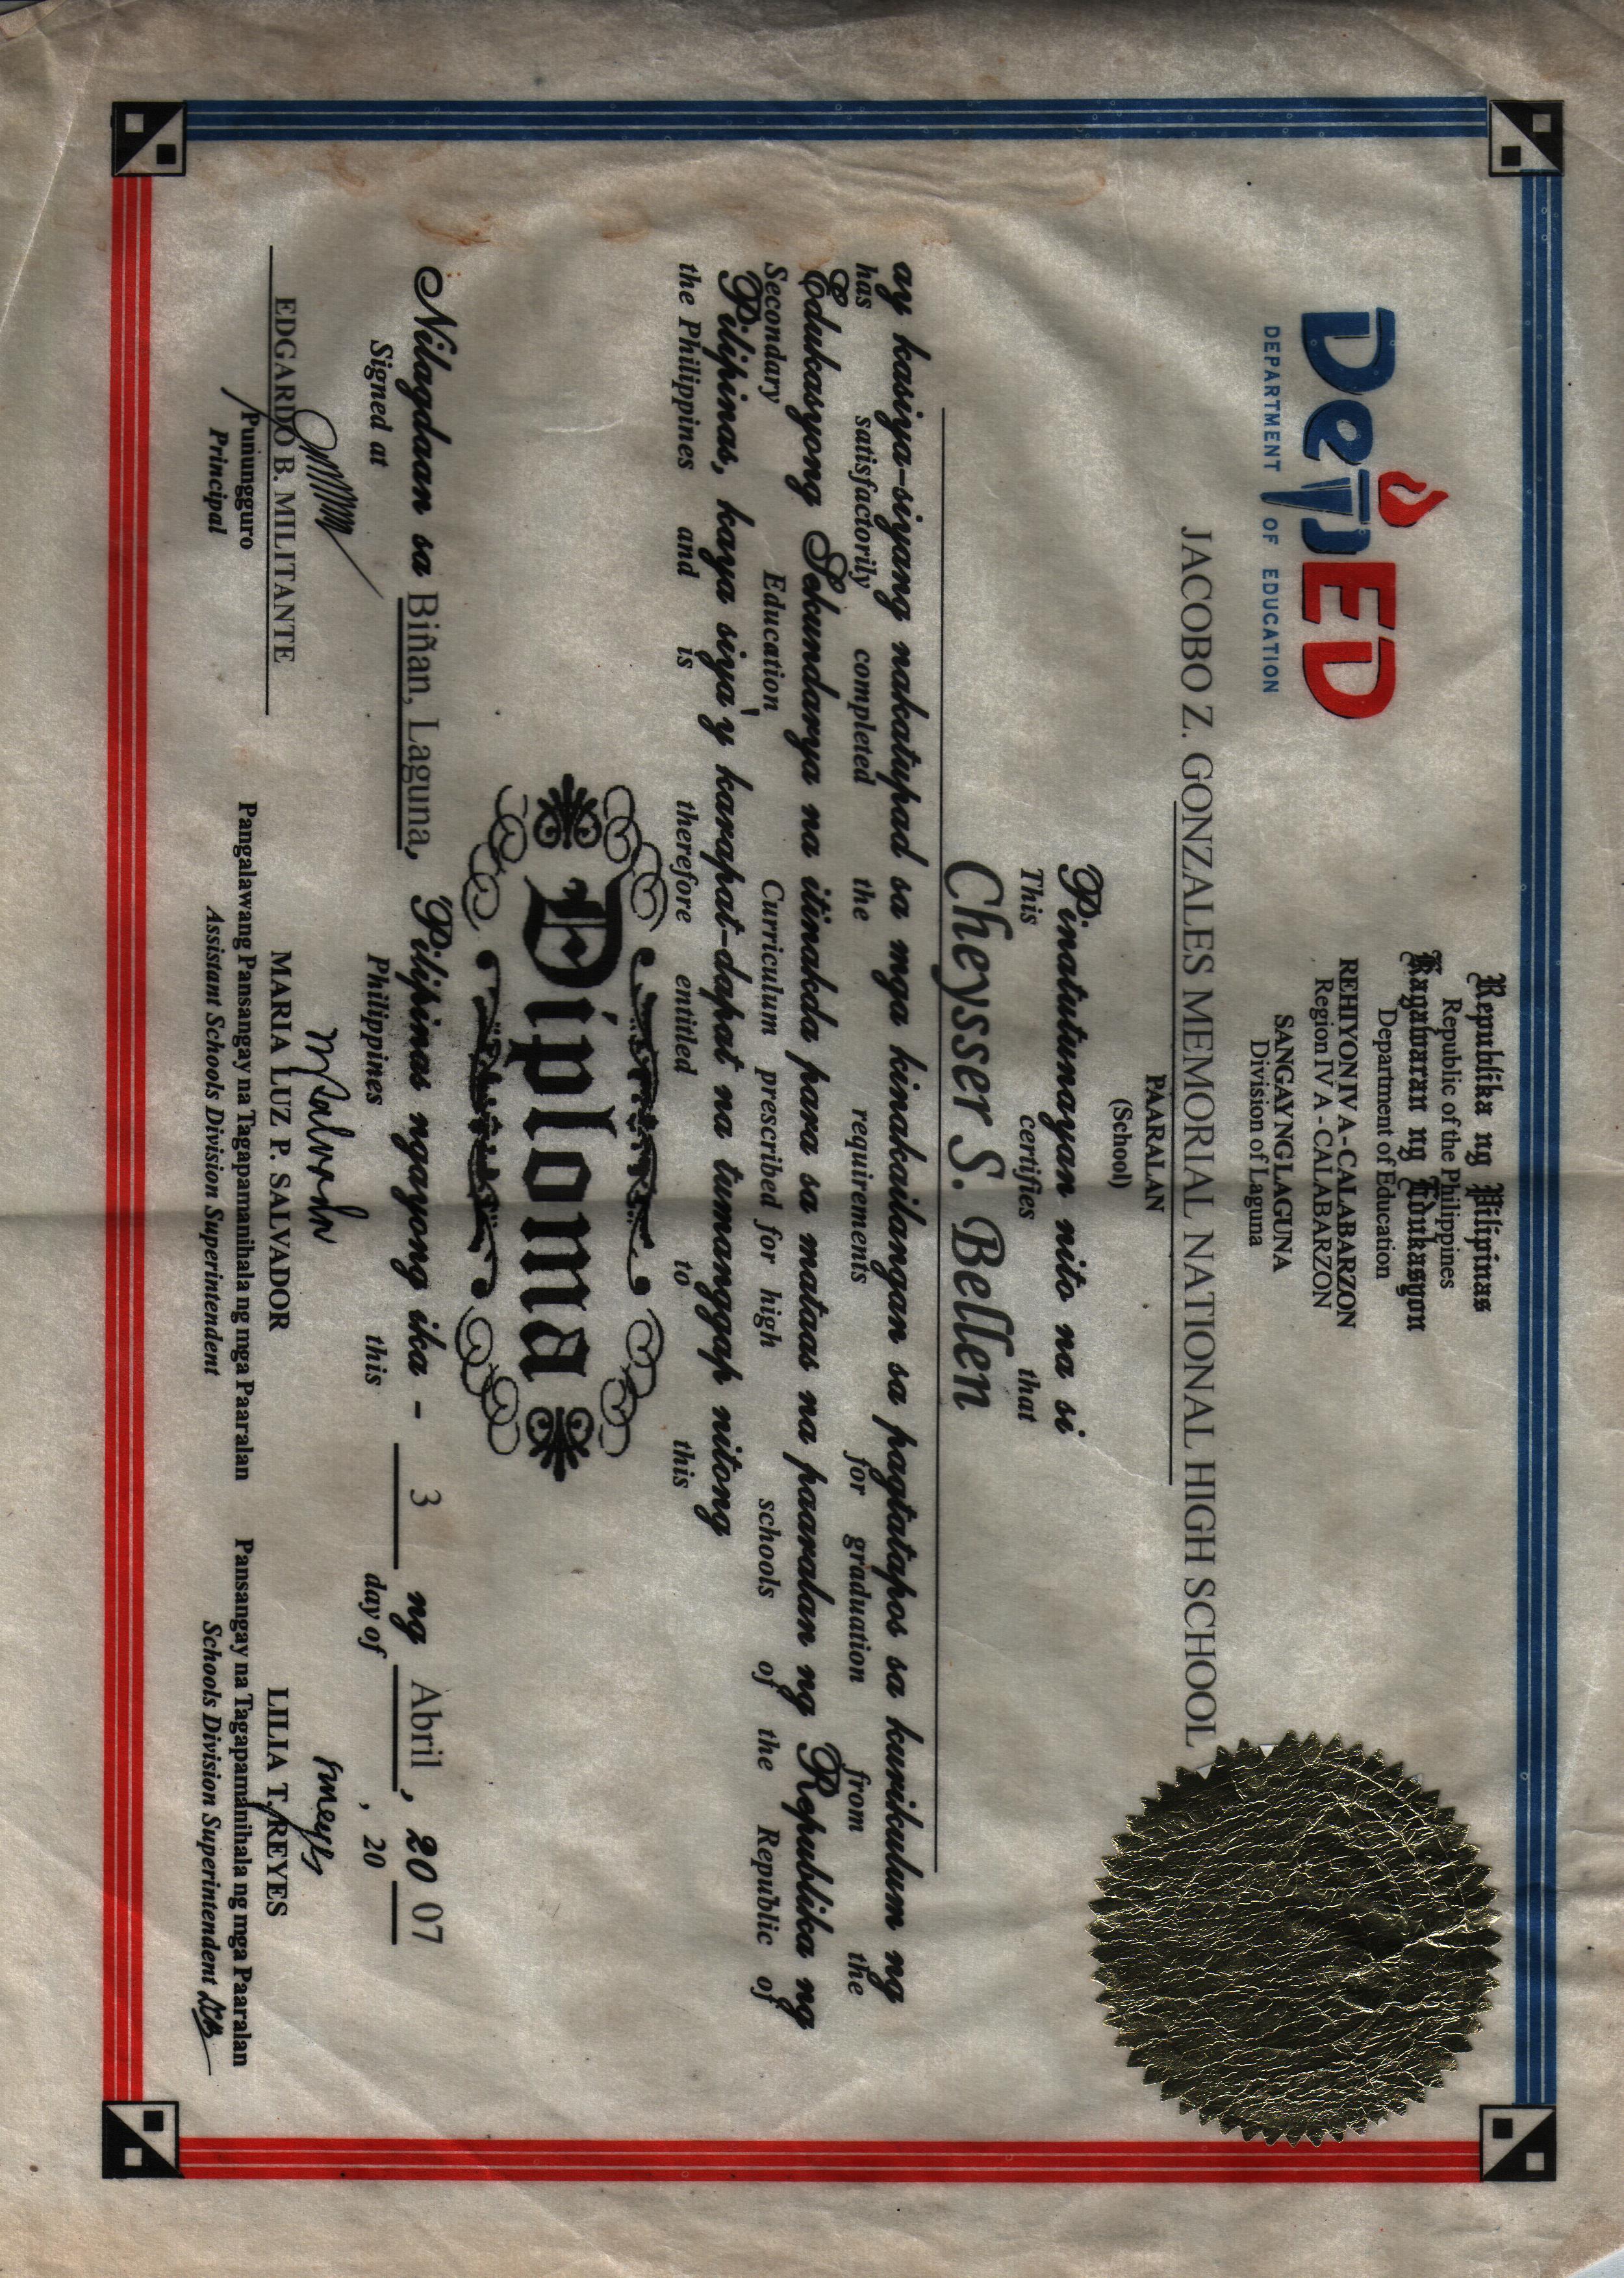 DepED
DEPARTMENT OF EDUCATION
Republika ng Pilipinas
Republic of the Philippines
Kagawaran ng Edukasyon
Department of Education
REHIYON IV A - CALABARZON
Region IV A - CALABARZON
SANGAY NG LAGUNA
Division of Laguna
JACOBO Z. GONZALES MEMORIAL NATIONAL HIGH SCHOOL
PAARALAN
(School)
Pinatutunayan nito na si
This certifies that
Cheysser S. Bellen
ay kasiya-siyang nakatupad sa mga kinakailangan sa pagtatapos sa kurikulum ng
has satisfactorily completed the requirements for graduation from the
Edukasyong Sekundarya na itinakda para sa mataas na paaralan ng Republika ng
Secondary Education Curriculum prescribed for high schools of the Republic of
Pilipinas, kaya siya'y karapat-dapat na tumanggap nitong
the Philippines and is therefore entitled to this
Diploma
Nilagdaan sa Biñan, Laguna, Pilipinas ngayong ika - 3 ng Abril, 20 07
Signed at Philippines this day of , 20
EDGARDO B. MILITANTE
Punungguro
Principal
MARIA LUZ P. SALVADOR
Pangalawang Pansangay na Tagapamanihala ng mga Paaralan
Assistant Schools Division Superintendent
LILIA T. REYES
Pansangay na Tagapamanihala ng mga Paaralan
Schools Division Superintendent